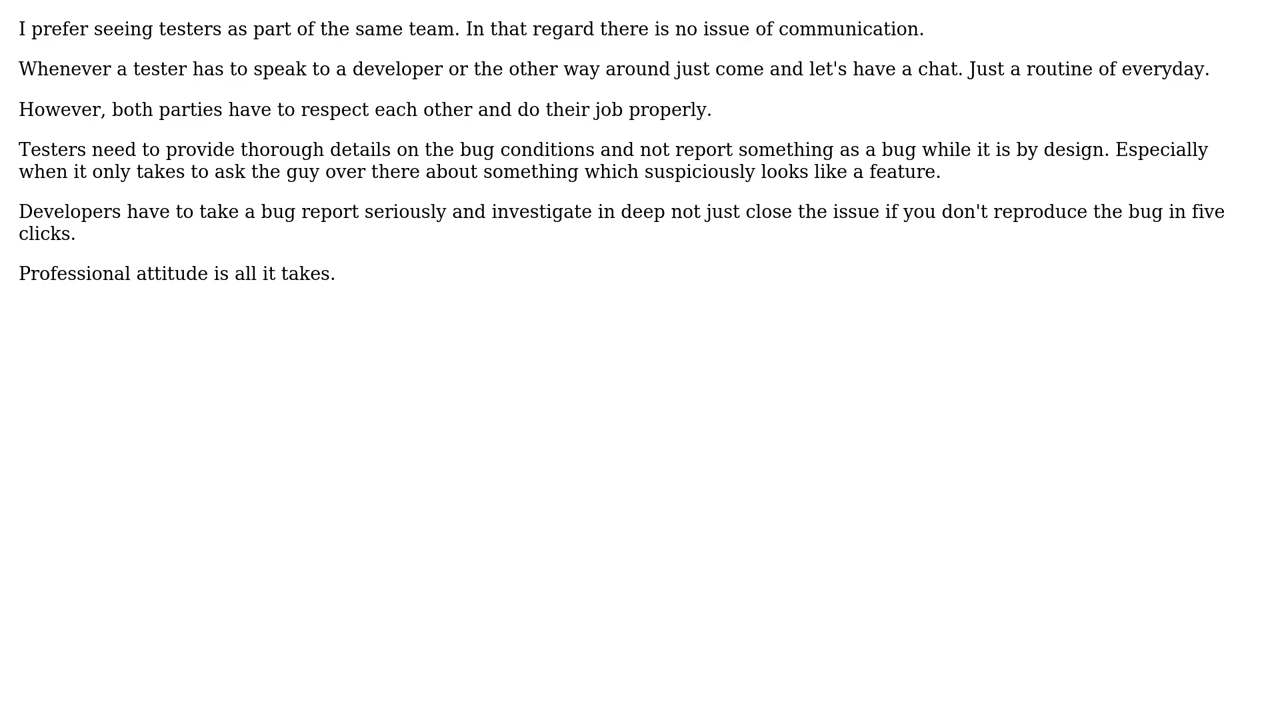 I prefer seeing testers as part of the same team. In that regard there is no issue of communication.
Whenever a tester has to speak to a developer or the other way around just come and let's have a chat. Just a routine of everyday.
However, both parties have to respect each other and do their job properly.
Testers need to provide thorough details on the bug conditions and not report something as a bug while it is by design. Especially
when it only takes to ask the guy over there about something which suspiciously looks like a feature.
Developers have to take a bug report seriously and investigate in deep not just close the issue if you don't reproduce the bug in five
clicks.
Professional attitude is all it takes.